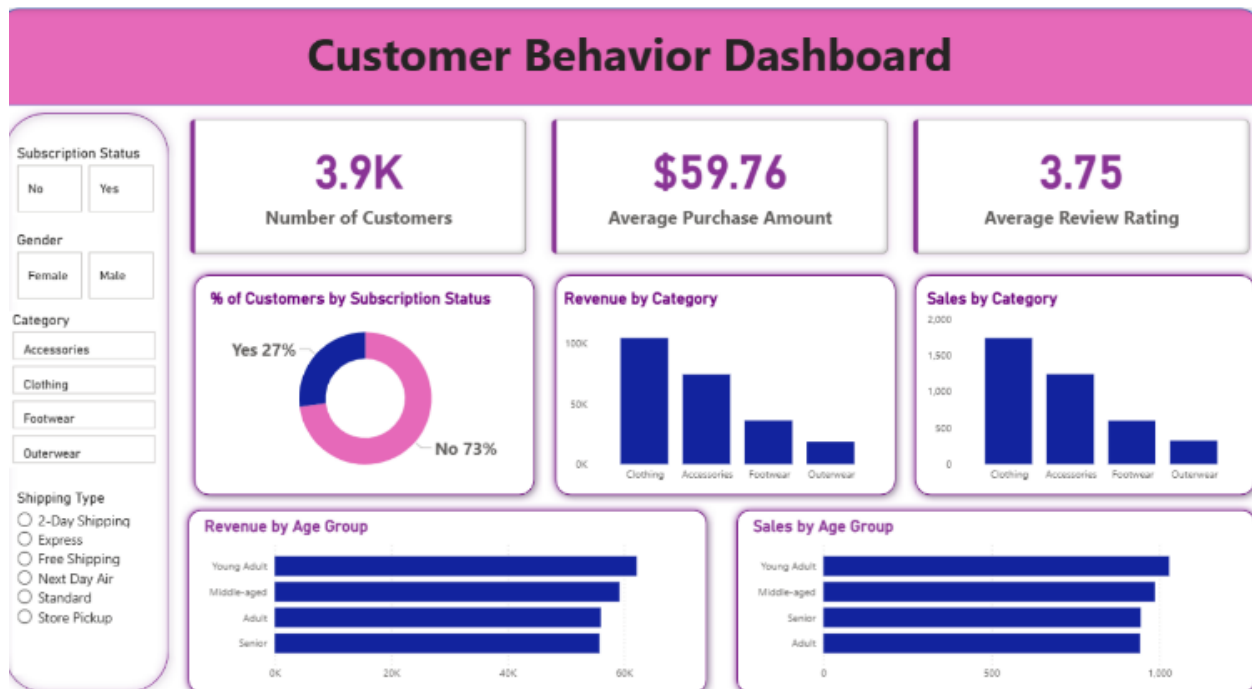 Customer Behavior Dashboard
Subscription Status
No Yes
Gender
Female Male
Category
Accessories
Clothing
Footwear
Outerwear
Shipping Type
2-Day Shipping
Express
Free Shipping
Next Day Air
Standard
Store Pickup
3.9K
Number of Customers
$59.76
Average Purchase Amount
3.75
Average Review Rating
% of Customers by Subscription Status
Yes 27%
No 73%
Revenue by Category
100K
50K
0K
Clothing Accessories Footwear Outerwear
Sales by Category
2,000
1,500
1,000
500
0
Clothing Accessories Footwear Outerwear
Revenue by Age Group
Young Adult
Middle-aged
Adult
Senior
0K 20K 40K 60K
Sales by Age Group
Young Adult
Middle-aged
Senior
Adult
0 500 1,000